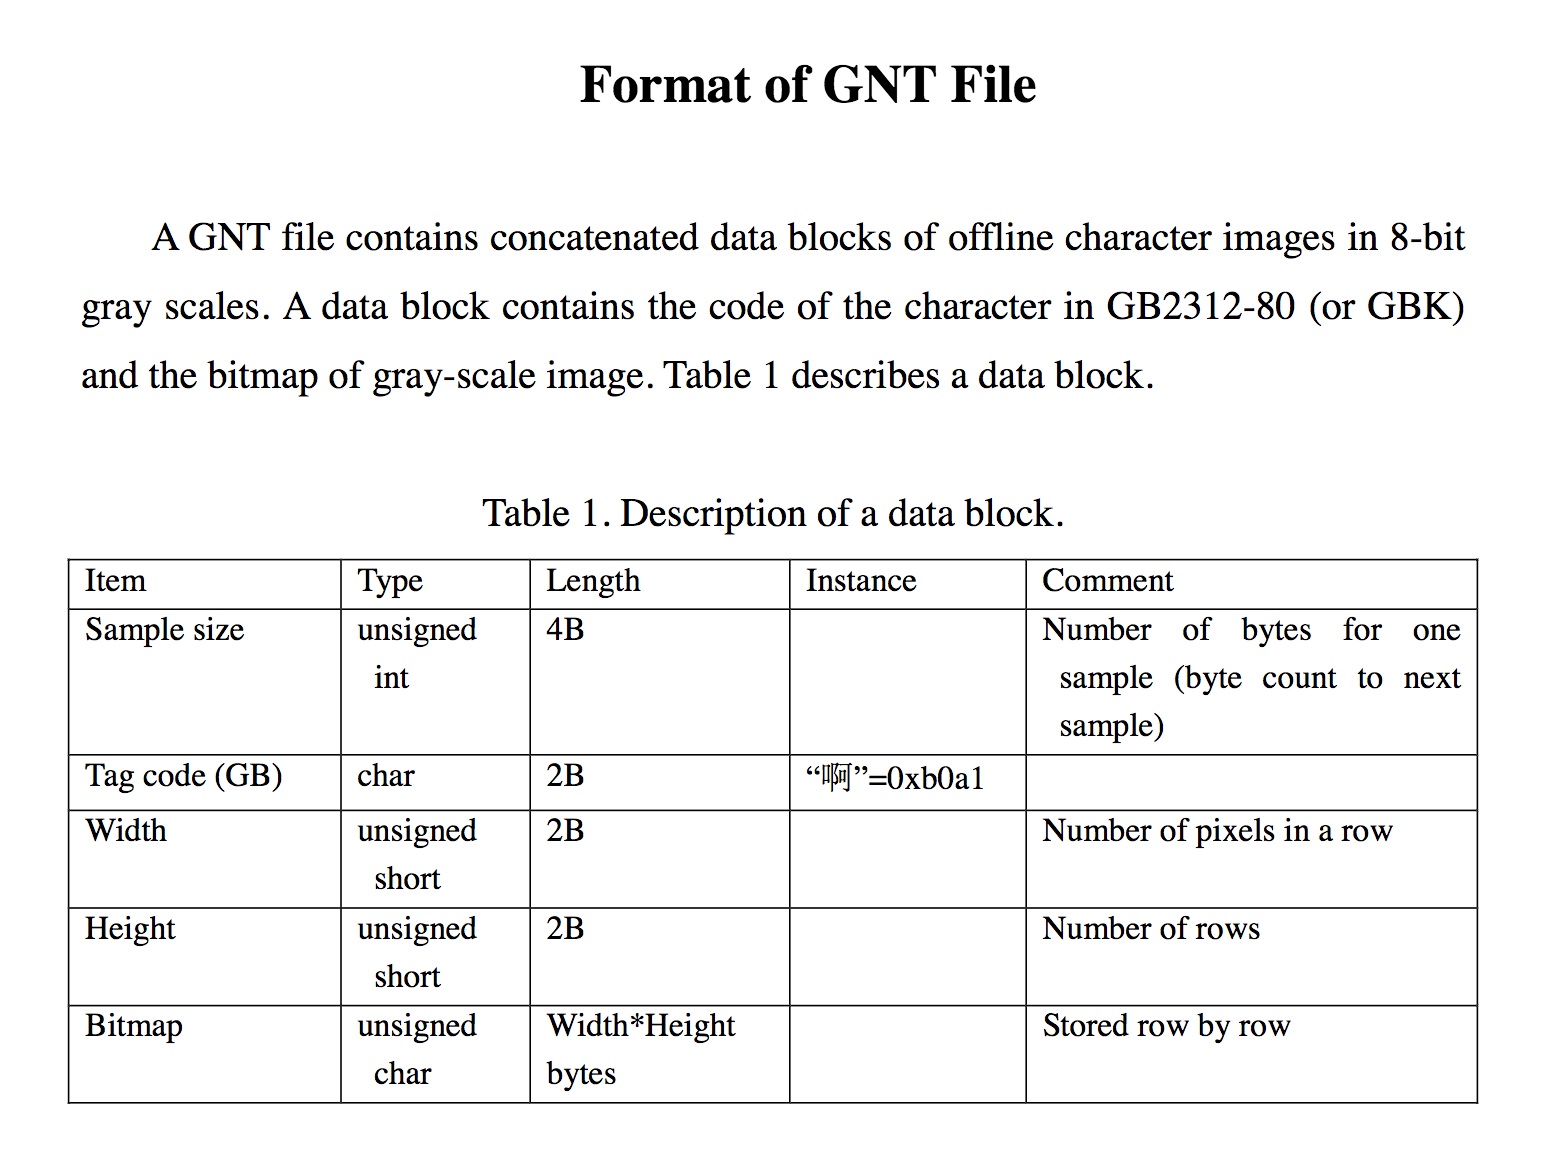 Format of GNT File
A GNT file contains concatenated data blocks of offline character images in 8-bit
gray scales. A data block contains the code of the character in GB2312-80 (or GBK)
and the bitmap of gray-scale image. Table 1 describes a data block.
Table 1. Description of a data block.
Item Type Length Instance Comment
Sample size unsigned 4B Number of bytes for one
int sample (byte count to next
sample)
Tag code (GB) char 2B “啊”=0xb0a1
Width unsigned 2B Number of pixels in a row
short
Height unsigned 2B Number of rows
short
Bitmap unsigned Width*Height Stored row by row
char bytes